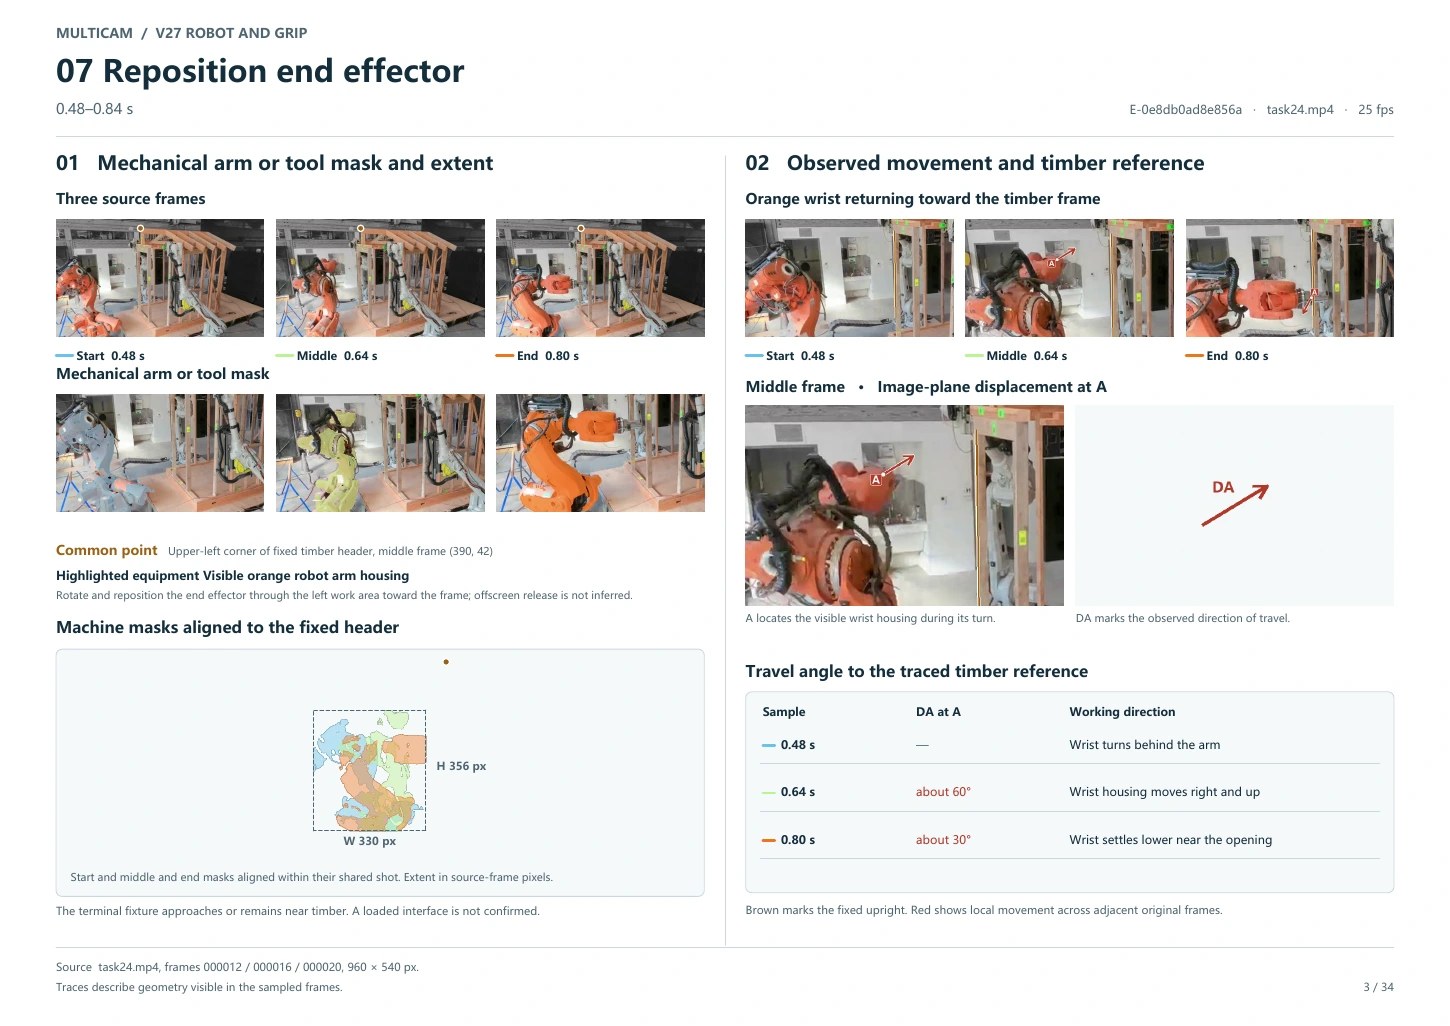 MULTICAM / V27 ROBOT AND GRIP
07 Reposition end effector
0.48–0.84 s
E-0e8db0ad8e856a · task24.mp4 · 25 fps
01 Mechanical arm or tool mask and extent
Three source frames
Start 0.48 s
Middle 0.64 s
End 0.80 s
Mechanical arm or tool mask
Common point Upper-left corner of fixed timber header, middle frame (390, 42)
Highlighted equipment Visible orange robot arm housing
Rotate and reposition the end effector through the left work area toward the frame; offscreen release is not inferred.
Machine masks aligned to the fixed header
H 356 px
W 330 px
Start and middle and end masks aligned within their shared shot. Extent in source-frame pixels.
The terminal fixture approaches or remains near timber. A loaded interface is not confirmed.
02 Observed movement and timber reference
Orange wrist returning toward the timber frame
A
A
Start 0.48 s
Middle 0.64 s
End 0.80 s
Middle frame • Image-plane displacement at A
A
DA
A locates the visible wrist housing during its turn.
DA marks the observed direction of travel.
Travel angle to the traced timber reference
Sample DA at A Working direction
0.48 s — Wrist turns behind the arm
0.64 s about 60° Wrist housing moves right and up
0.80 s about 30° Wrist settles lower near the opening
Brown marks the fixed upright. Red shows local movement across adjacent original frames.
Source task24.mp4, frames 000012 / 000016 / 000020, 960 × 540 px.
Traces describe geometry visible in the sampled frames.
3 / 34